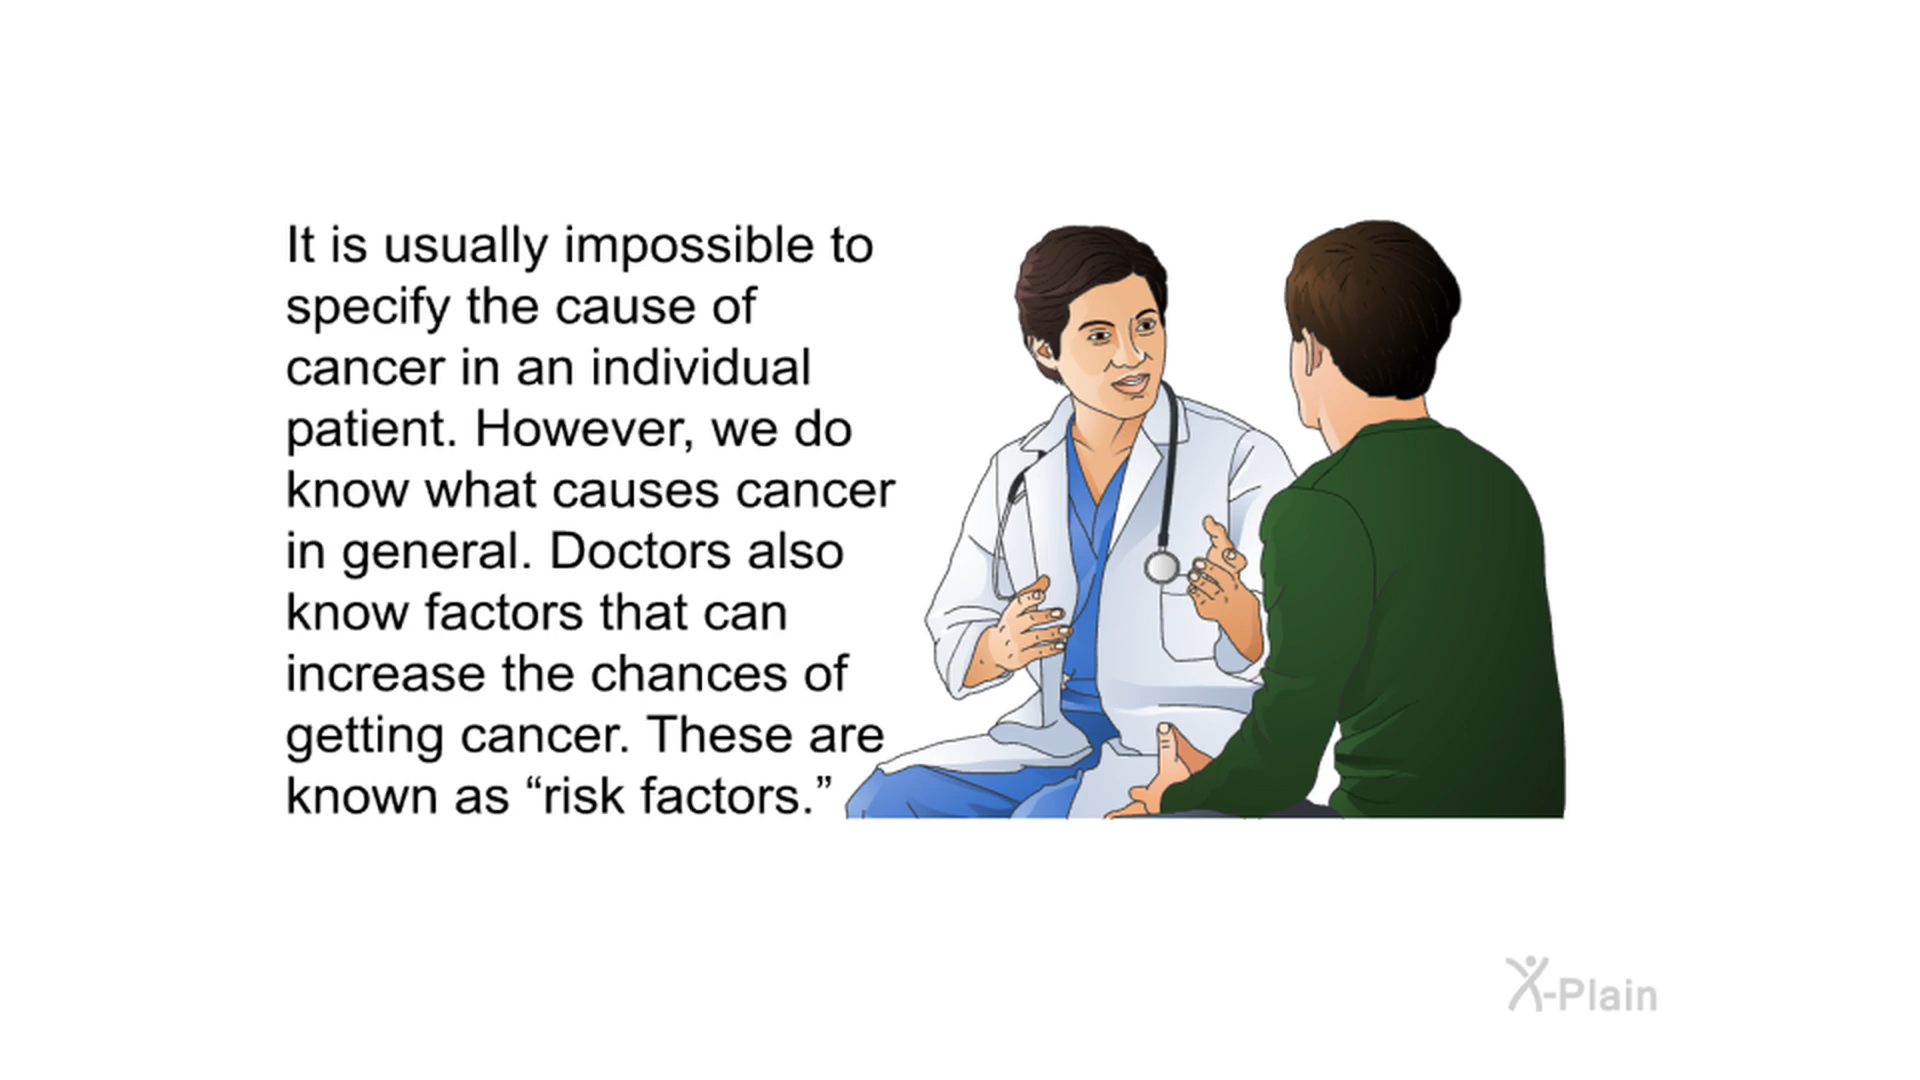 It is usually impossible to
specify the cause of
cancer in an individual
patient. However, we do
know what causes cancer
in general. Doctors also
know factors that can
increase the chances of
getting cancer. These are
known as “risk factors.”
X-Plain